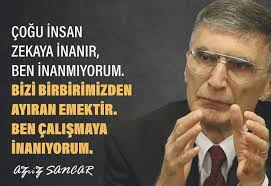 ÇOĞU İNSAN
ZEKAYA İNANIR,
BEN İNANMIYORUM.
BİZİ BİRBİRİMİZDEN
AYIRAN EMEKTİR.
BEN ÇALIŞMAYA
İNANIYORUM.
AZİZ SANCAR